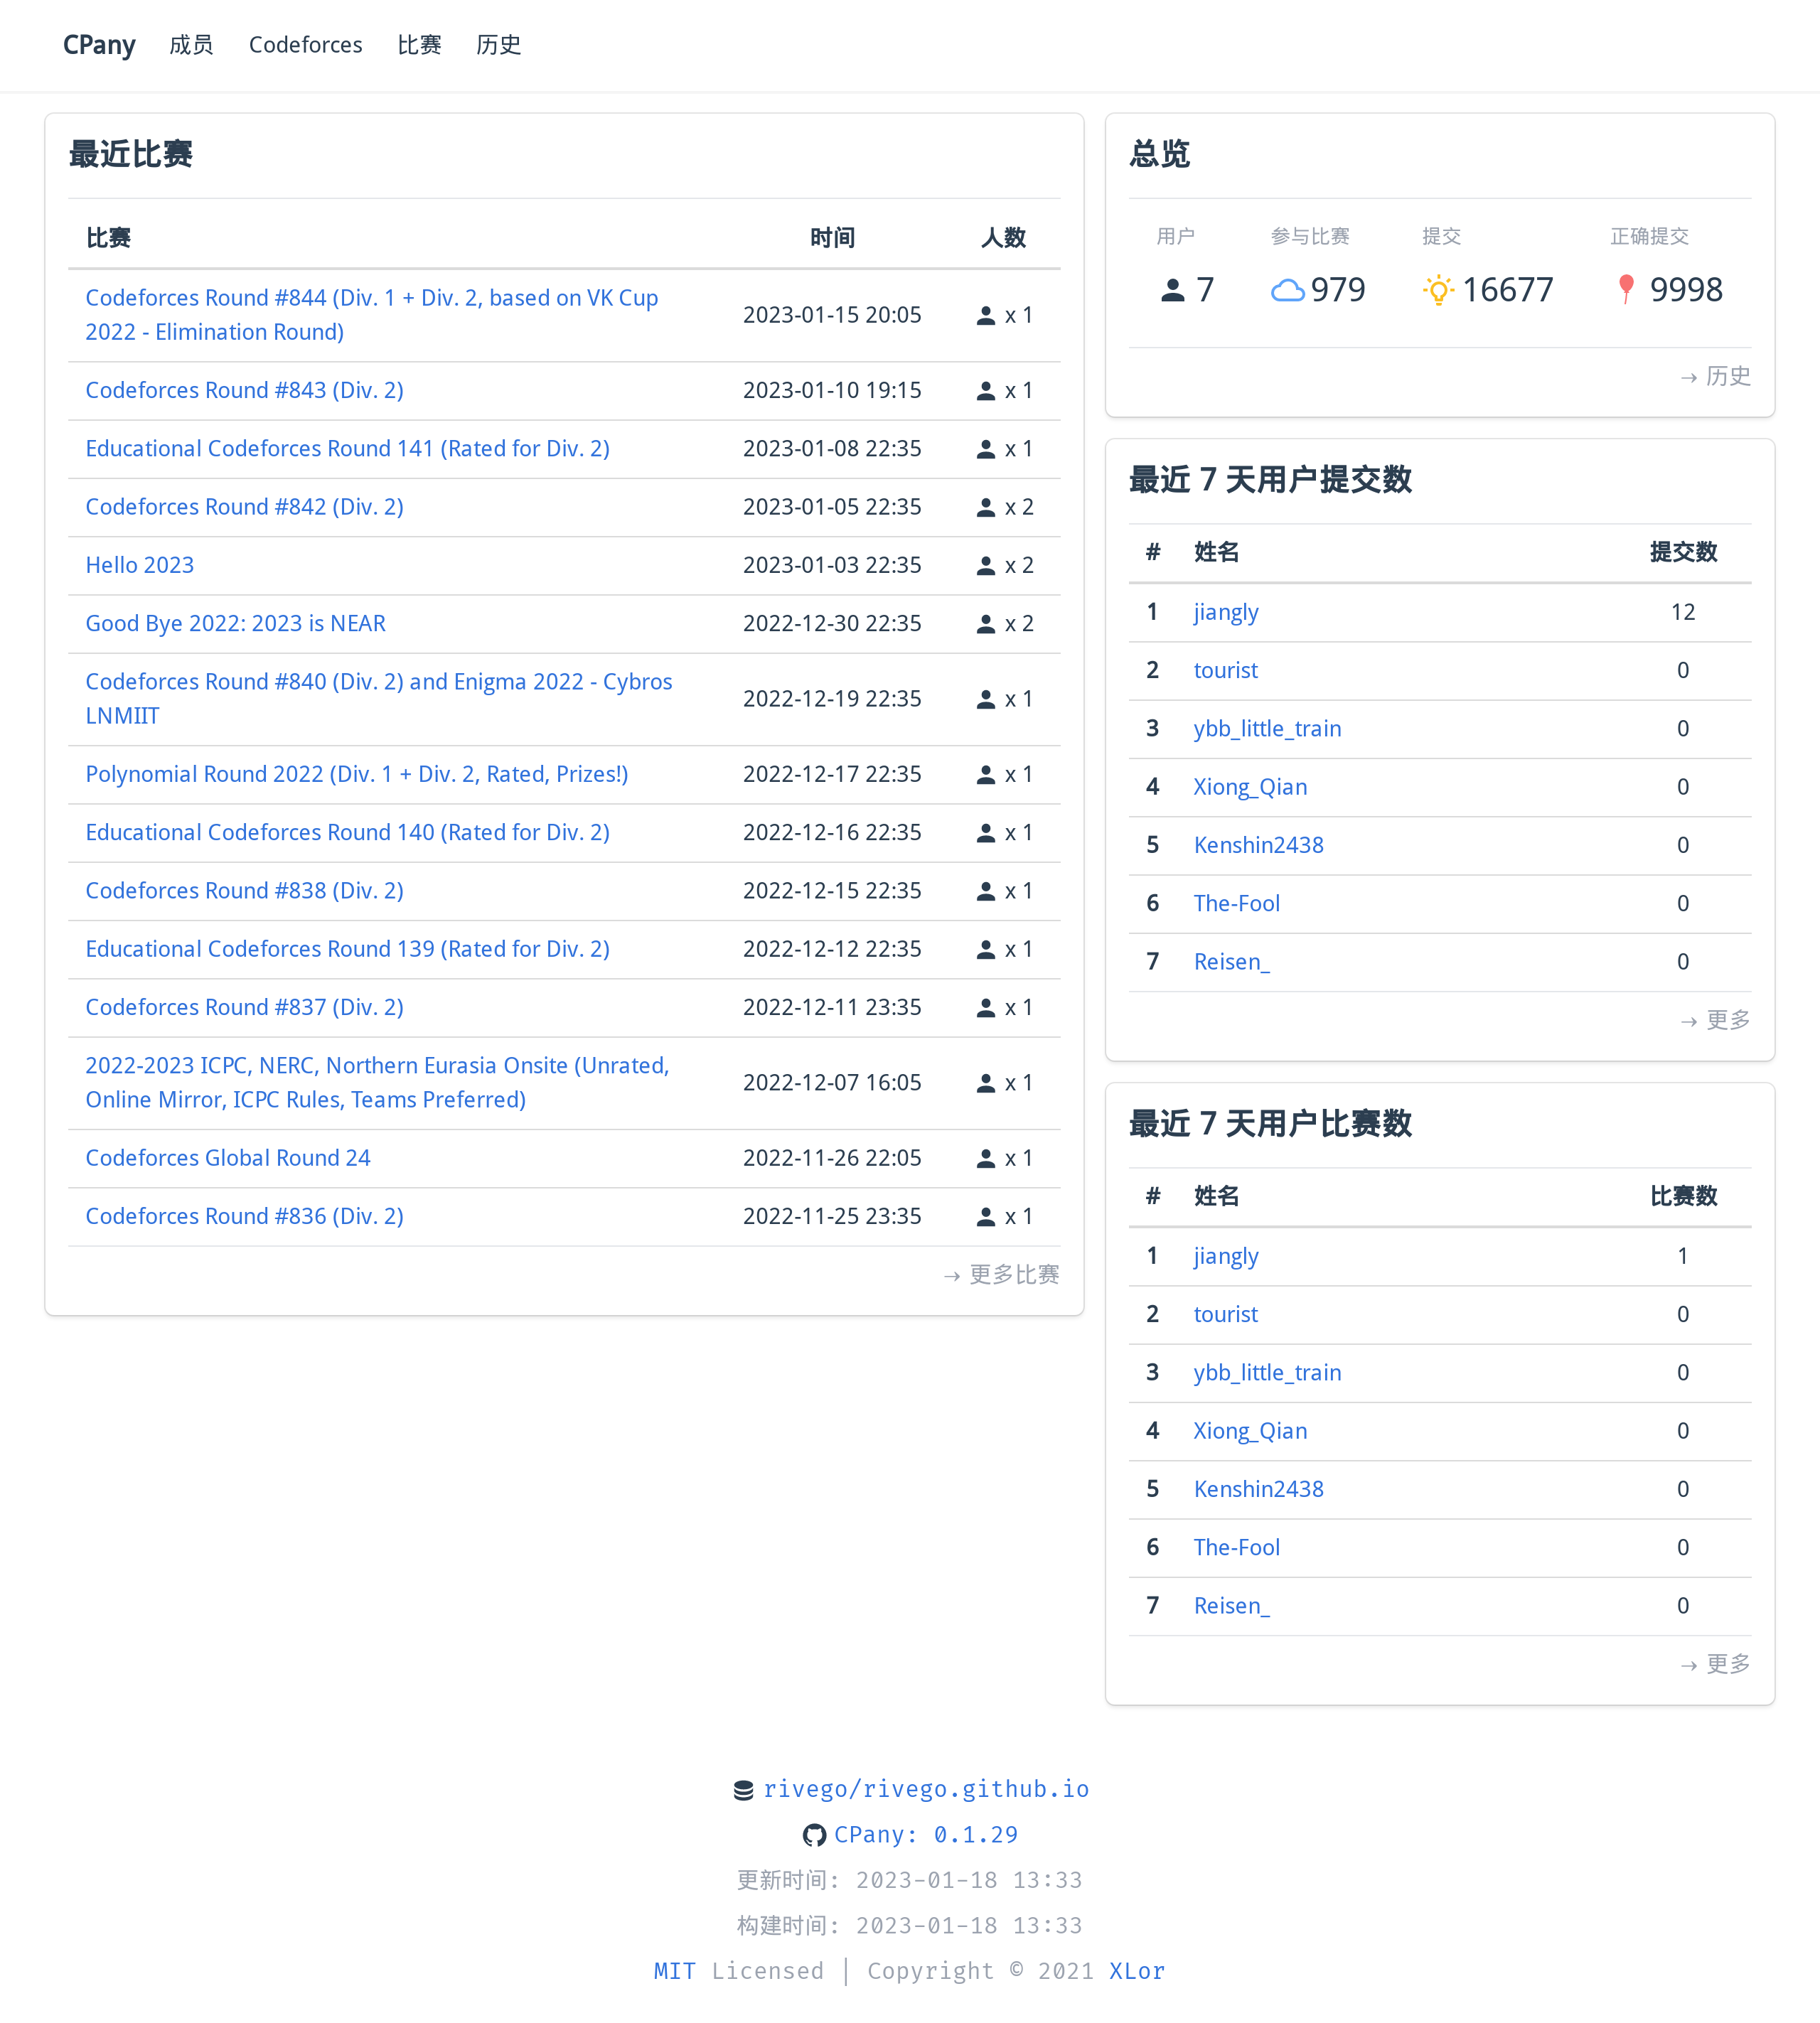 CPany 成员 Codeforces 比赛 历史
最近比赛
比赛 时间 人数
Codeforces Round #844 (Div. 1 + Div. 2, based on VK Cup
2022 - Elimination Round) 2023-01-15 20:05 x 1
Codeforces Round #843 (Div. 2) 2023-01-10 19:15 x 1
Educational Codeforces Round 141 (Rated for Div. 2) 2023-01-08 22:35 x 1
Codeforces Round #842 (Div. 2) 2023-01-05 22:35 x 2
Hello 2023 2023-01-03 22:35 x 2
Good Bye 2022: 2023 is NEAR 2022-12-30 22:35 x 2
Codeforces Round #840 (Div. 2) and Enigma 2022 - Cybros
LNMIIT 2022-12-19 22:35 x 1
Polynomial Round 2022 (Div. 1 + Div. 2, Rated, Prizes!) 2022-12-17 22:35 x 1
Educational Codeforces Round 140 (Rated for Div. 2) 2022-12-16 22:35 x 1
Codeforces Round #838 (Div. 2) 2022-12-15 22:35 x 1
Educational Codeforces Round 139 (Rated for Div. 2) 2022-12-12 22:35 x 1
Codeforces Round #837 (Div. 2) 2022-12-11 23:35 x 1
2022-2023 ICPC, NERC, Northern Eurasia Onsite (Unrated,
Online Mirror, ICPC Rules, Teams Preferred) 2022-12-07 16:05 x 1
Codeforces Global Round 24 2022-11-26 22:05 x 1
Codeforces Round #836 (Div. 2) 2022-11-25 23:35 x 1
→ 更多比赛
总览
用户 参与比赛 提交 正确提交
7 979 16677 9998
→ 历史
最近 7 天用户提交数
# 姓名 提交数
1 jiangly 12
2 tourist 0
3 ybb_little_train 0
4 Xiong_Qian 0
5 Kenshin2438 0
6 The-Fool 0
7 Reisen_ 0
→ 更多
最近 7 天用户比赛数
# 姓名 比赛数
1 jiangly 1
2 tourist 0
3 ybb_little_train 0
4 Xiong_Qian 0
5 Kenshin2438 0
6 The-Fool 0
7 Reisen_ 0
→ 更多
rivego/rivego.github.io
CPany: 0.1.29
更新时间: 2023-01-18 13:33
构建时间: 2023-01-18 13:33
MIT Licensed | Copyright © 2021 XLor